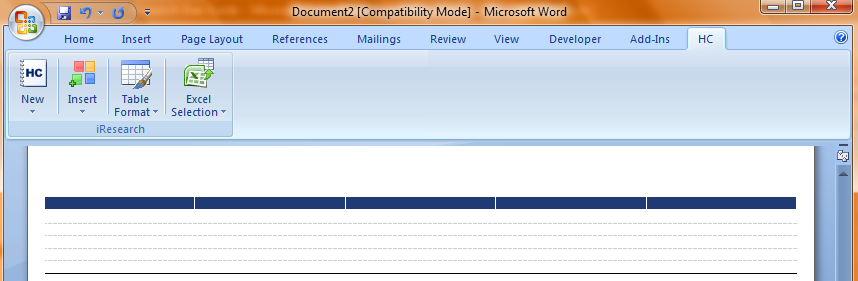 Document2 [Compatibility Mode] - Microsoft Word
Home Insert Page Layout References Mailings Review View Developer Add-Ins HC
HC
New Insert Table Format Excel Selection
iResearch